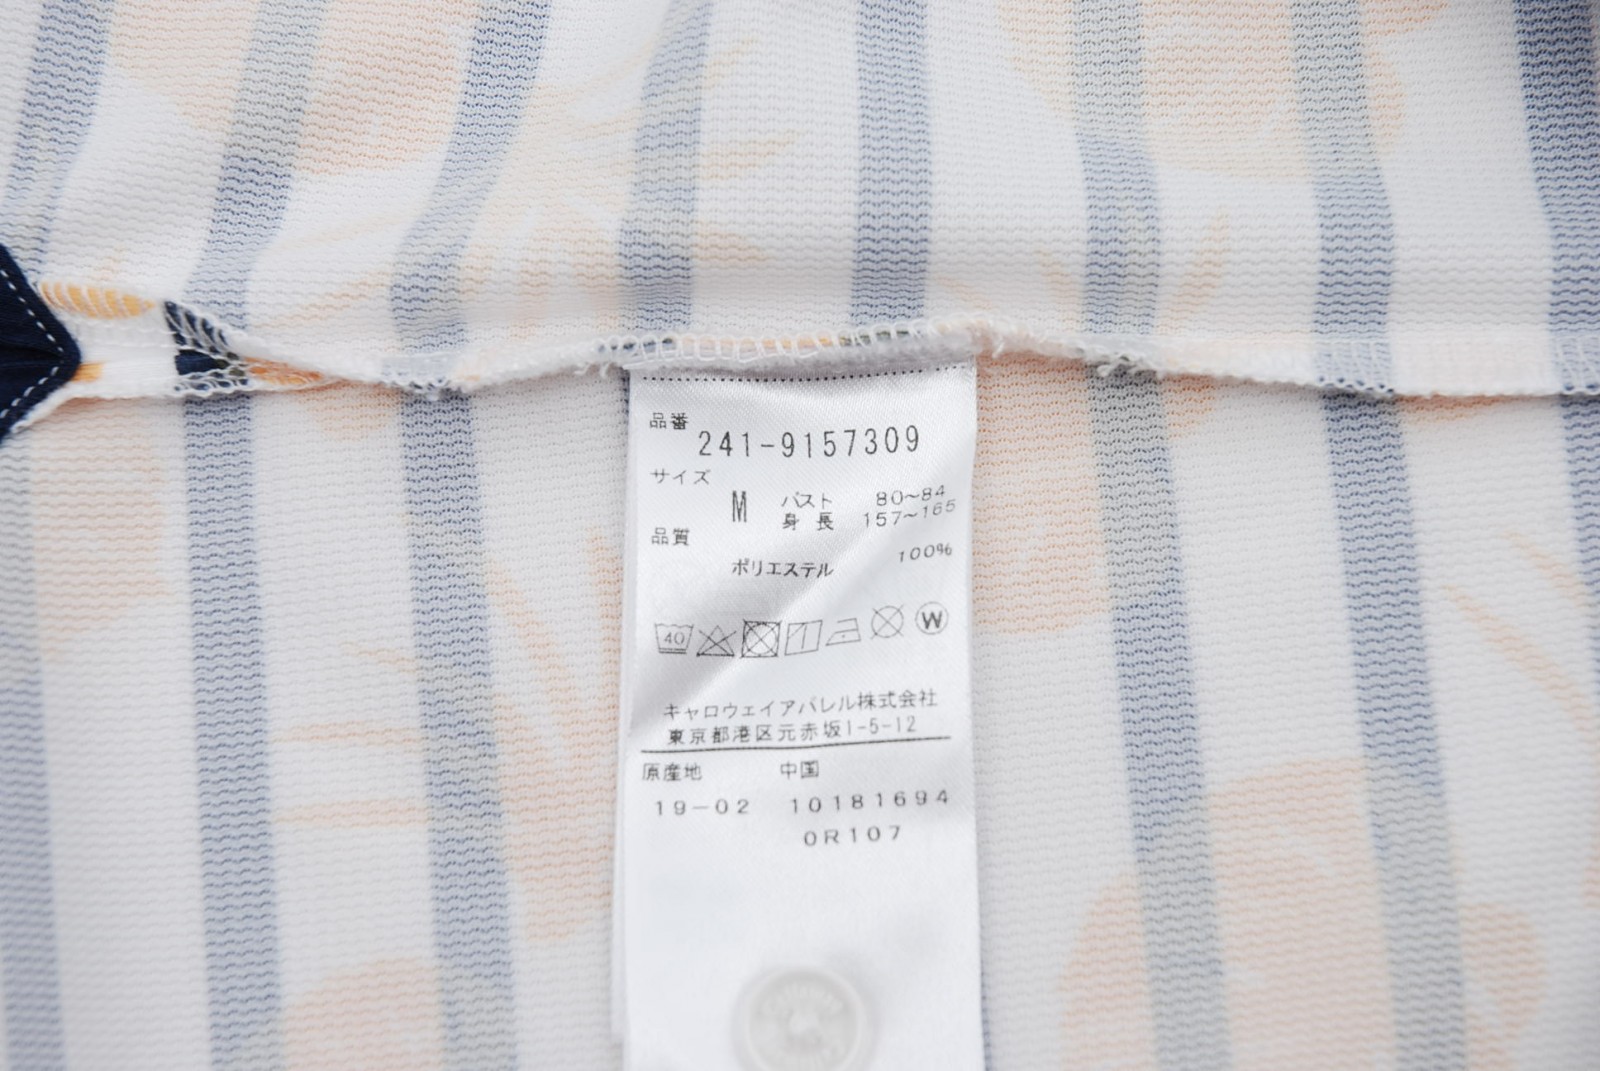 品番
241-9157309
サイズ
M バスト 80~84
身長 157~165
品質
ポリエステル 100%
40 W
キャロウェイアパレル株式会社
東京都港区元赤坂1-5-12
原産地 中国
19-02 10181694
0R107